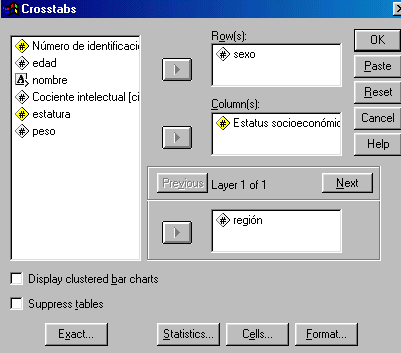 Crosstabs
Número de identificaci
edad
nombre
Cociente intelectual [ci
estatura
peso
Row(s):
sexo
Column(s):
Estatus socioeconómic
Previous
Layer 1 of 1
Next
región
OK
Paste
Reset
Cancel
Help
Display clustered bar charts
Suppress tables
Exact...
Statistics...
Cells...
Format...